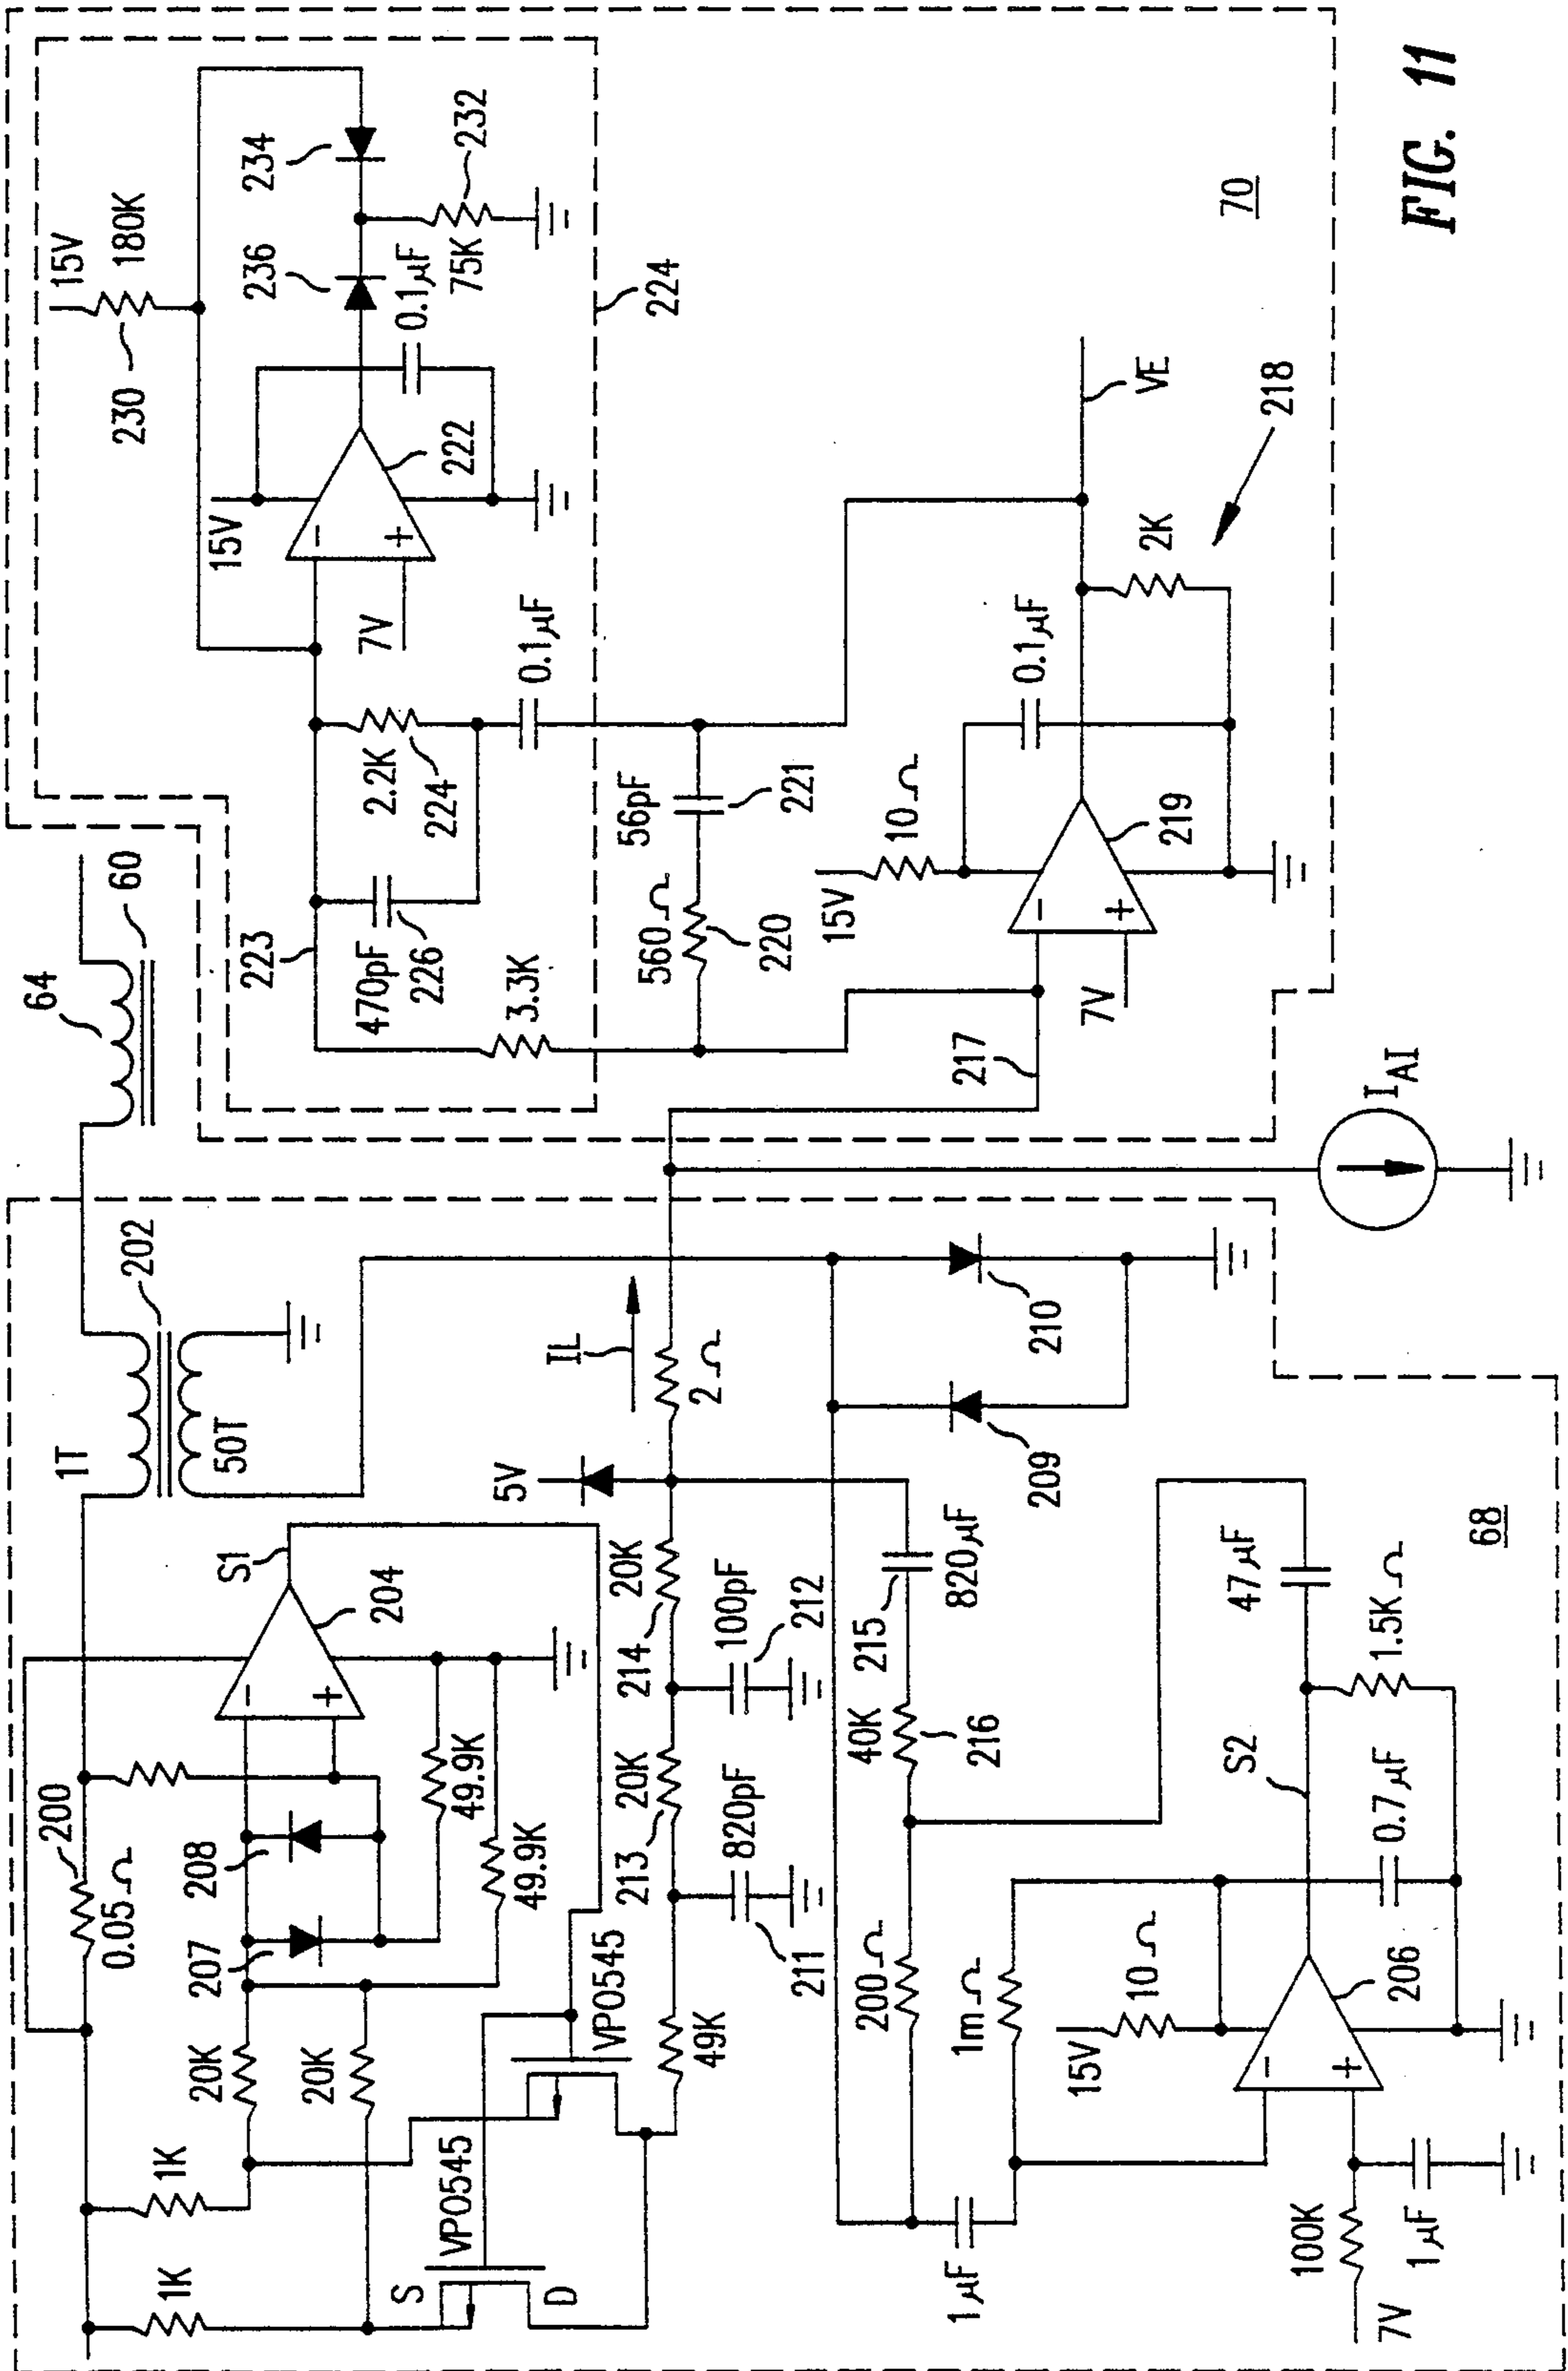 64
60
1T
202
50T
200
0.05Ω
S1
204
208
207
49.9K
49.9K
20K
20K
1K
1K
S
D
VPO545
VPO545
49K
211
820pF
213
20K
212
100pF
214
20K
5V
IL
2Ω
215
820µF
40K
216
200Ω
209
210
1µF
1mΩ
15V
10Ω
206
0.7µF
1.5KΩ
S2
47µF
100K
7V
1µF
68
15V
230
180K
234
236
0.1µF
75K
232
15V
222
7V
224
223
470pF
226
2.2K
224
0.1µF
3.3K
56pF
221
560Ω
220
15V
10Ω
0.1µF
219
7V
217
2K
218
VE
70
I AI
FIG. 11